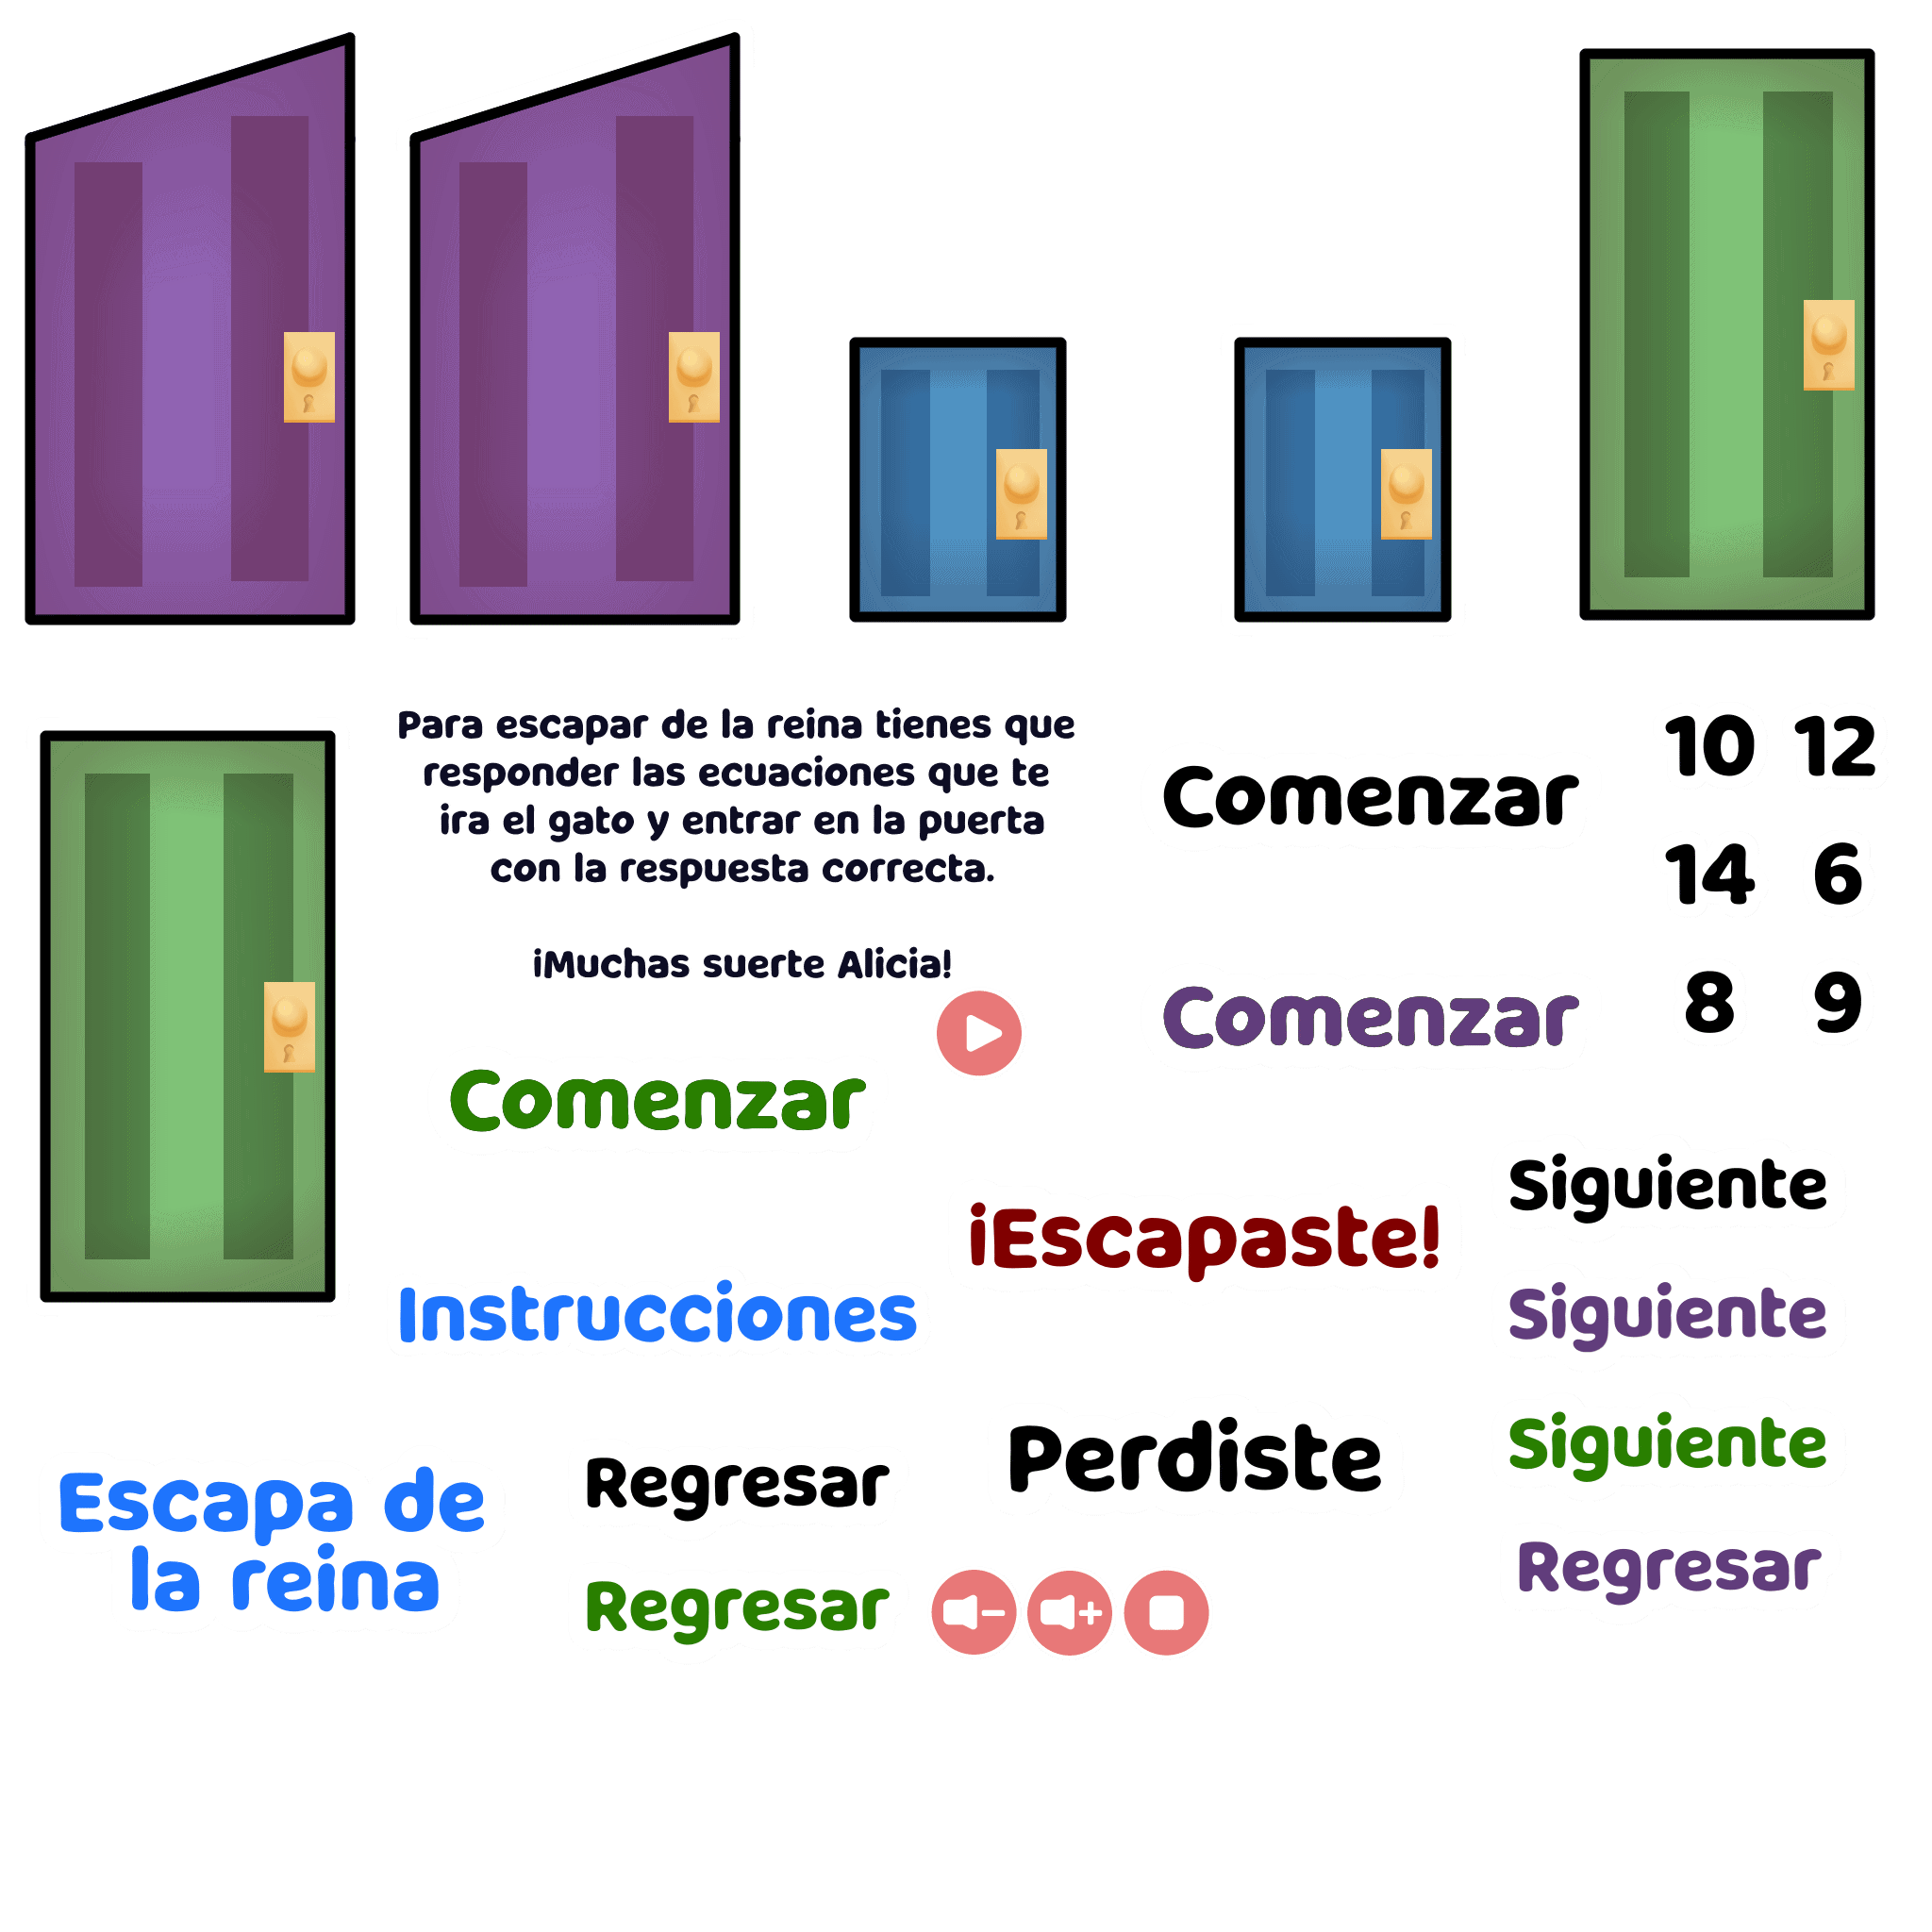 Para escapar de la reina tienes que
responder las ecuaciones que te
ira el gato y entrar en la puerta
con la respuesta correcta.
¡Muchas suerte Alicia!
Comenzar
10 12
14 6
Comenzar
8 9
Comenzar
Siguiente
¡Escapaste!
Instrucciones
Siguiente
Perdiste
Siguiente
Escapa de
la reina
Regresar
Regresar
Regresar